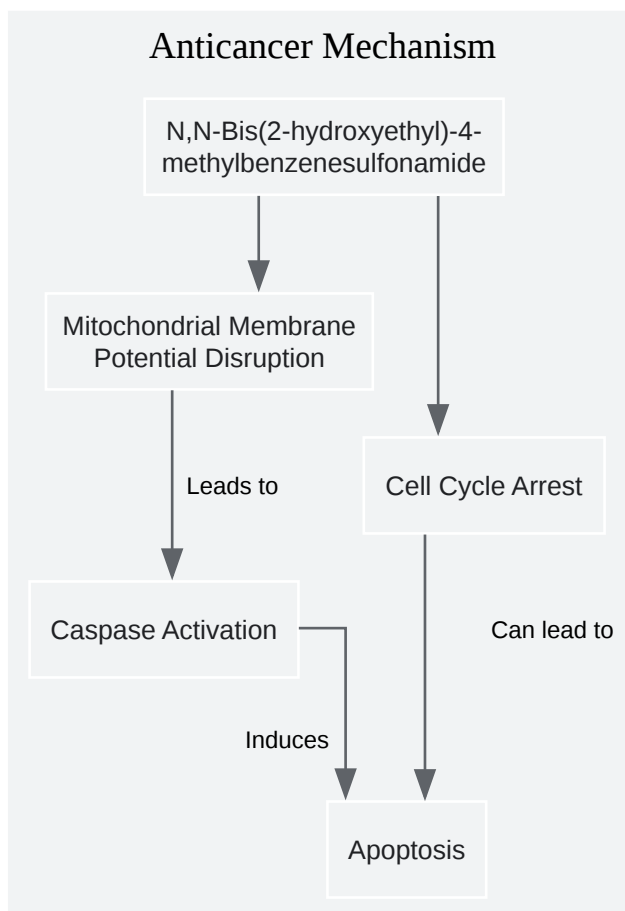 Anticancer Mechanism
N,N-Bis(2-hydroxyethyl)-4-
methylbenzenesulfonamide
Mitochondrial Membrane
Potential Disruption
Leads to
Cell Cycle Arrest
Caspase Activation
Can lead to
Induces
Apoptosis